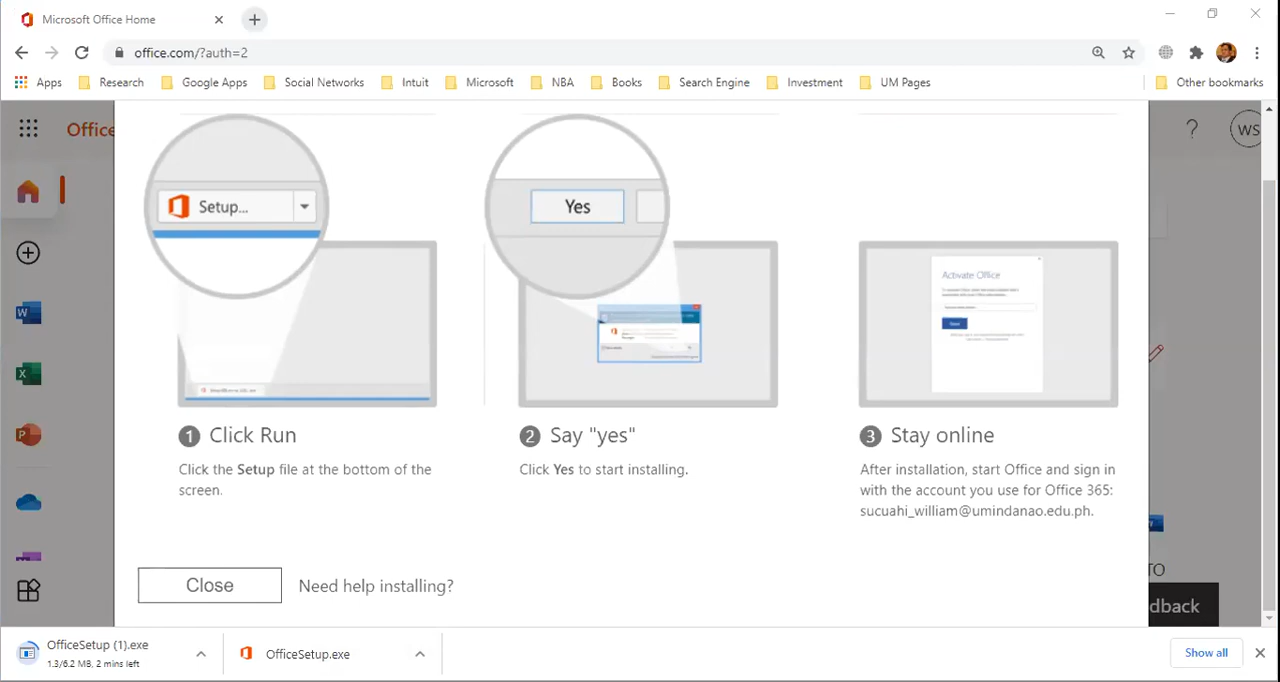 Microsoft Office Home
office.com/?auth=2
Apps Research Google Apps Social Networks Intuit Microsoft NBA Books Search Engine Investment UM Pages Other bookmarks
Office
? WS
Setup...
Yes
Activate Office
1 Click Run
Click the Setup file at the bottom of the
screen.
2 Say "yes"
Click Yes to start installing.
3 Stay online
After installation, start Office and sign in
with the account you use for Office 365:
sucuahi_william@umindanao.edu.ph.
TO
Close
Need help installing?
dback
OfficeSetup (1).exe
1.3/6.2 MB, 2 mins left
OfficeSetup.exe
Show all